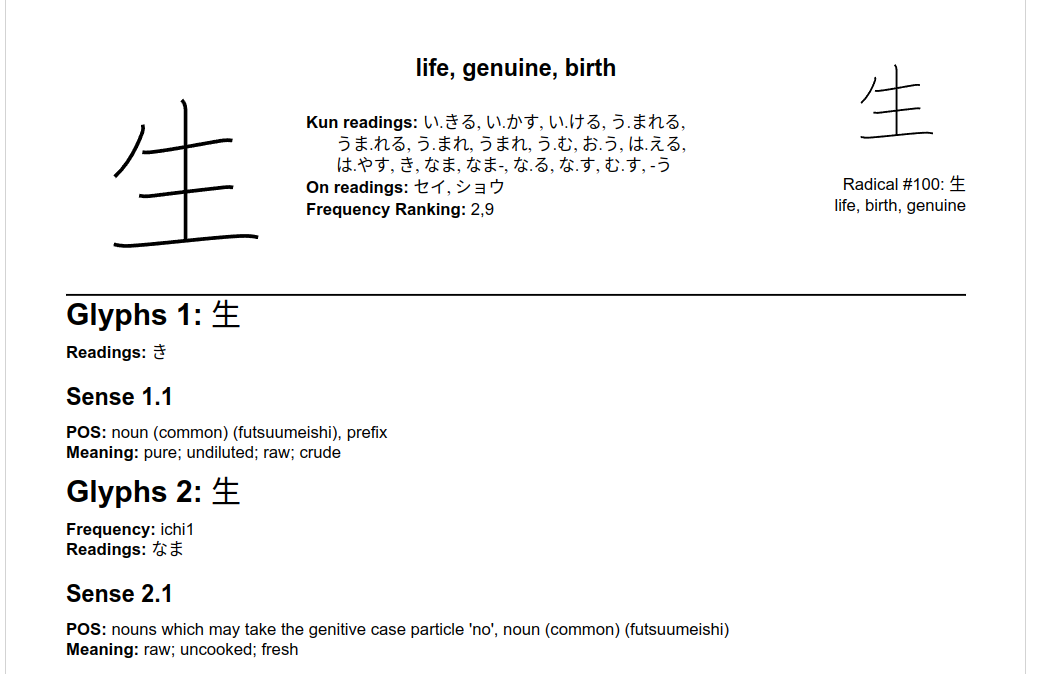 life, genuine, birth
生
Kun readings: い.きる, い.かす, い.ける, う.まれる,
うま.れる, う.まれ, うまれ, う.む, お.う, は.える,
は.やす, き, なま, なま-, な.る, な.す, む.す, -う
On readings: セイ, ショウ
Frequency Ranking: 2,9
生
Radical #100: 生
life, birth, genuine
Glyphs 1: 生
Readings: き
Sense 1.1
POS: noun (common) (futsuumeishi), prefix
Meaning: pure; undiluted; raw; crude
Glyphs 2: 生
Frequency: ichi1
Readings: なま
Sense 2.1
POS: nouns which may take the genitive case particle 'no', noun (common) (futsuumeishi)
Meaning: raw; uncooked; fresh